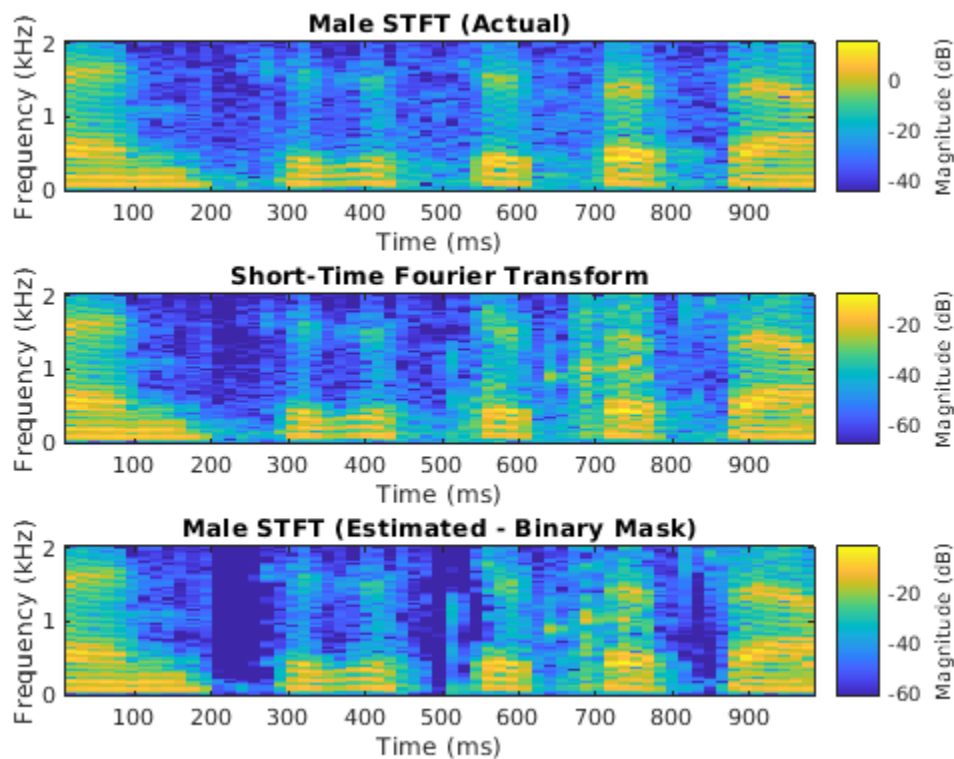 Male STFT (Actual)
Frequency (kHz)
2
1
0
100 200 300 400 500 600 700 800 900
Time (ms)
0
-20
-40
Magnitude (dB)
Short-Time Fourier Transform
Frequency (kHz)
2
1
0
100 200 300 400 500 600 700 800 900
Time (ms)
-20
-40
-60
Magnitude (dB)
Male STFT (Estimated - Binary Mask)
Frequency (kHz)
2
1
0
100 200 300 400 500 600 700 800 900
Time (ms)
-20
-40
-60
Magnitude (dB)